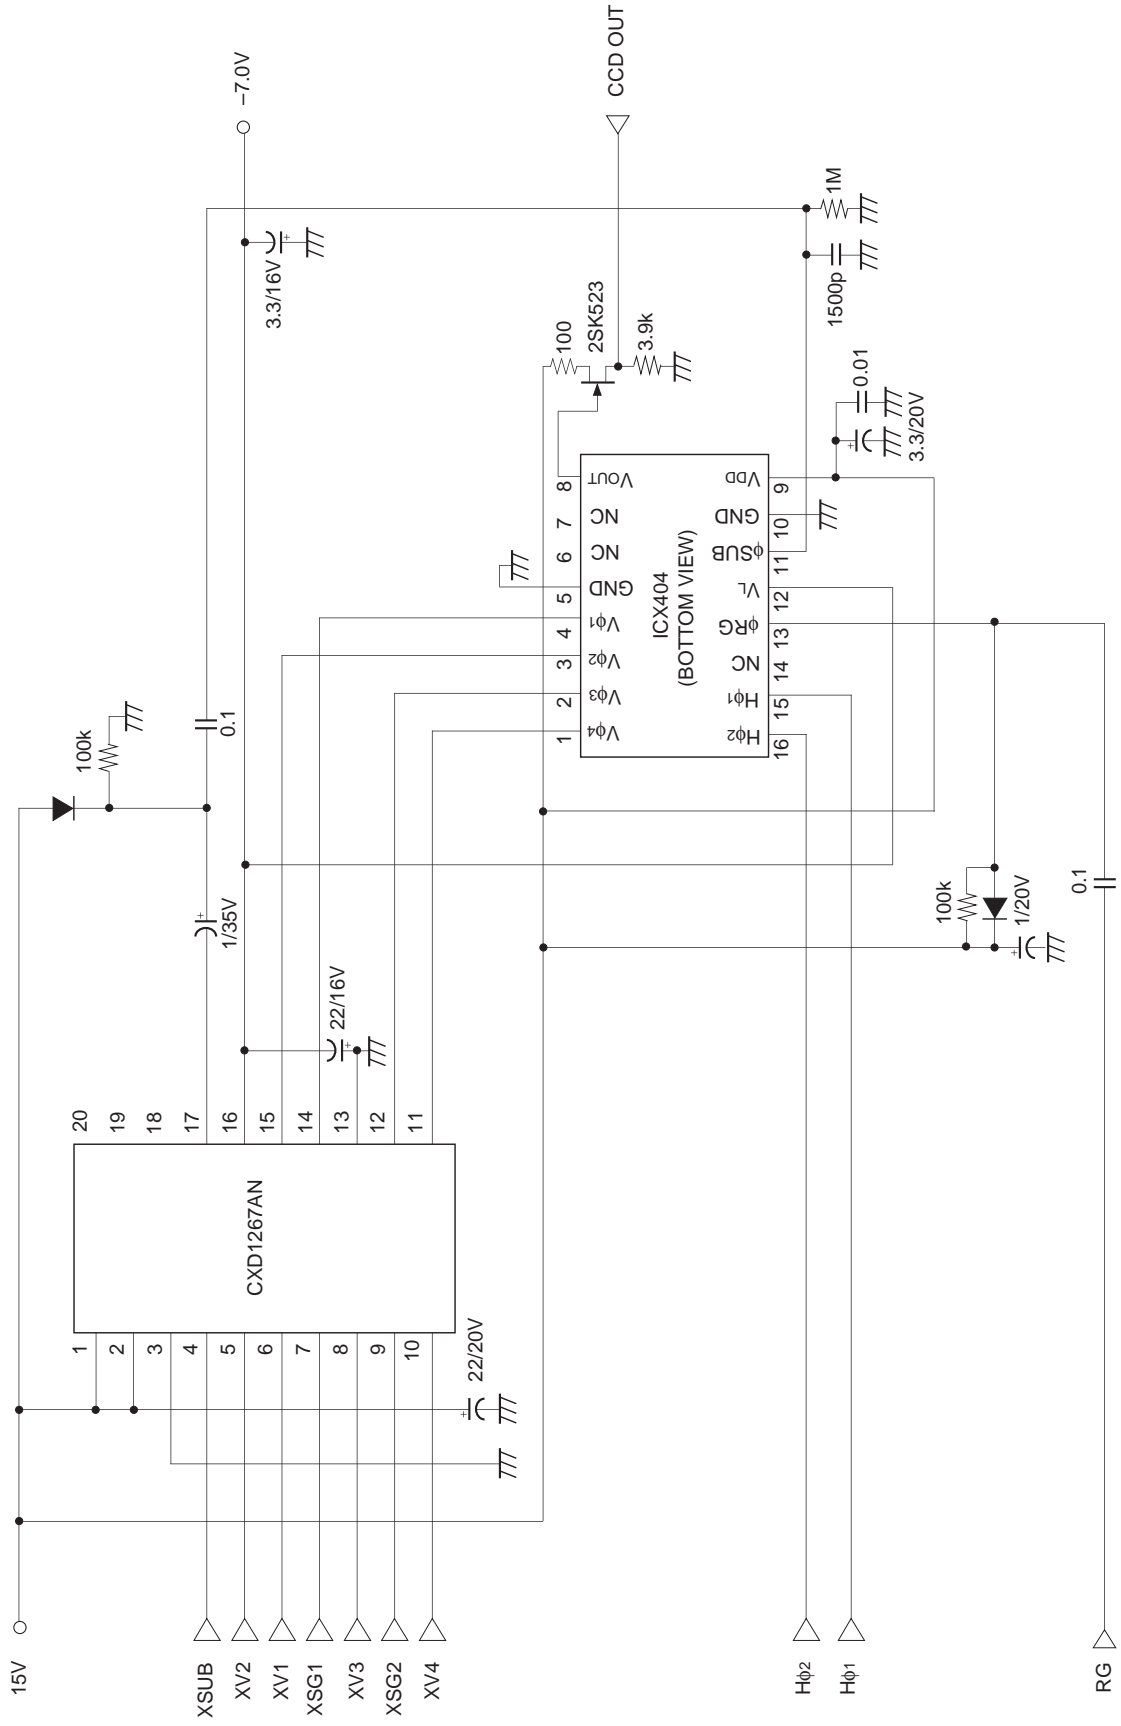 15V
XSUB
XV2
XV1
XSG1
XV3
XSG2
XV4
Hϕ2
Hϕ1
RG
1
2
3
4
5
6
7
8
9
10
22/20V
CXD1267AN
20
19
18
17
16
15
14
13
12
11
22/16V
1/35V
100k
0.1
–7.0V
3.3/16V
CCD OUT
100
2SK523
3.9k
1M
1500p
0.01
3.3/20V
ICX404
(BOTTOM VIEW)
1
2
3
4
5
6
7
8
Vϕ4
Vϕ3
Vϕ2
Vϕ1
GND
NC
NC
VOUT
Hϕ2
Hϕ1
NC
ϕRG
VL
ϕSUB
GND
VDD
16
15
14
13
12
11
10
9
100k
1/20V
0.1